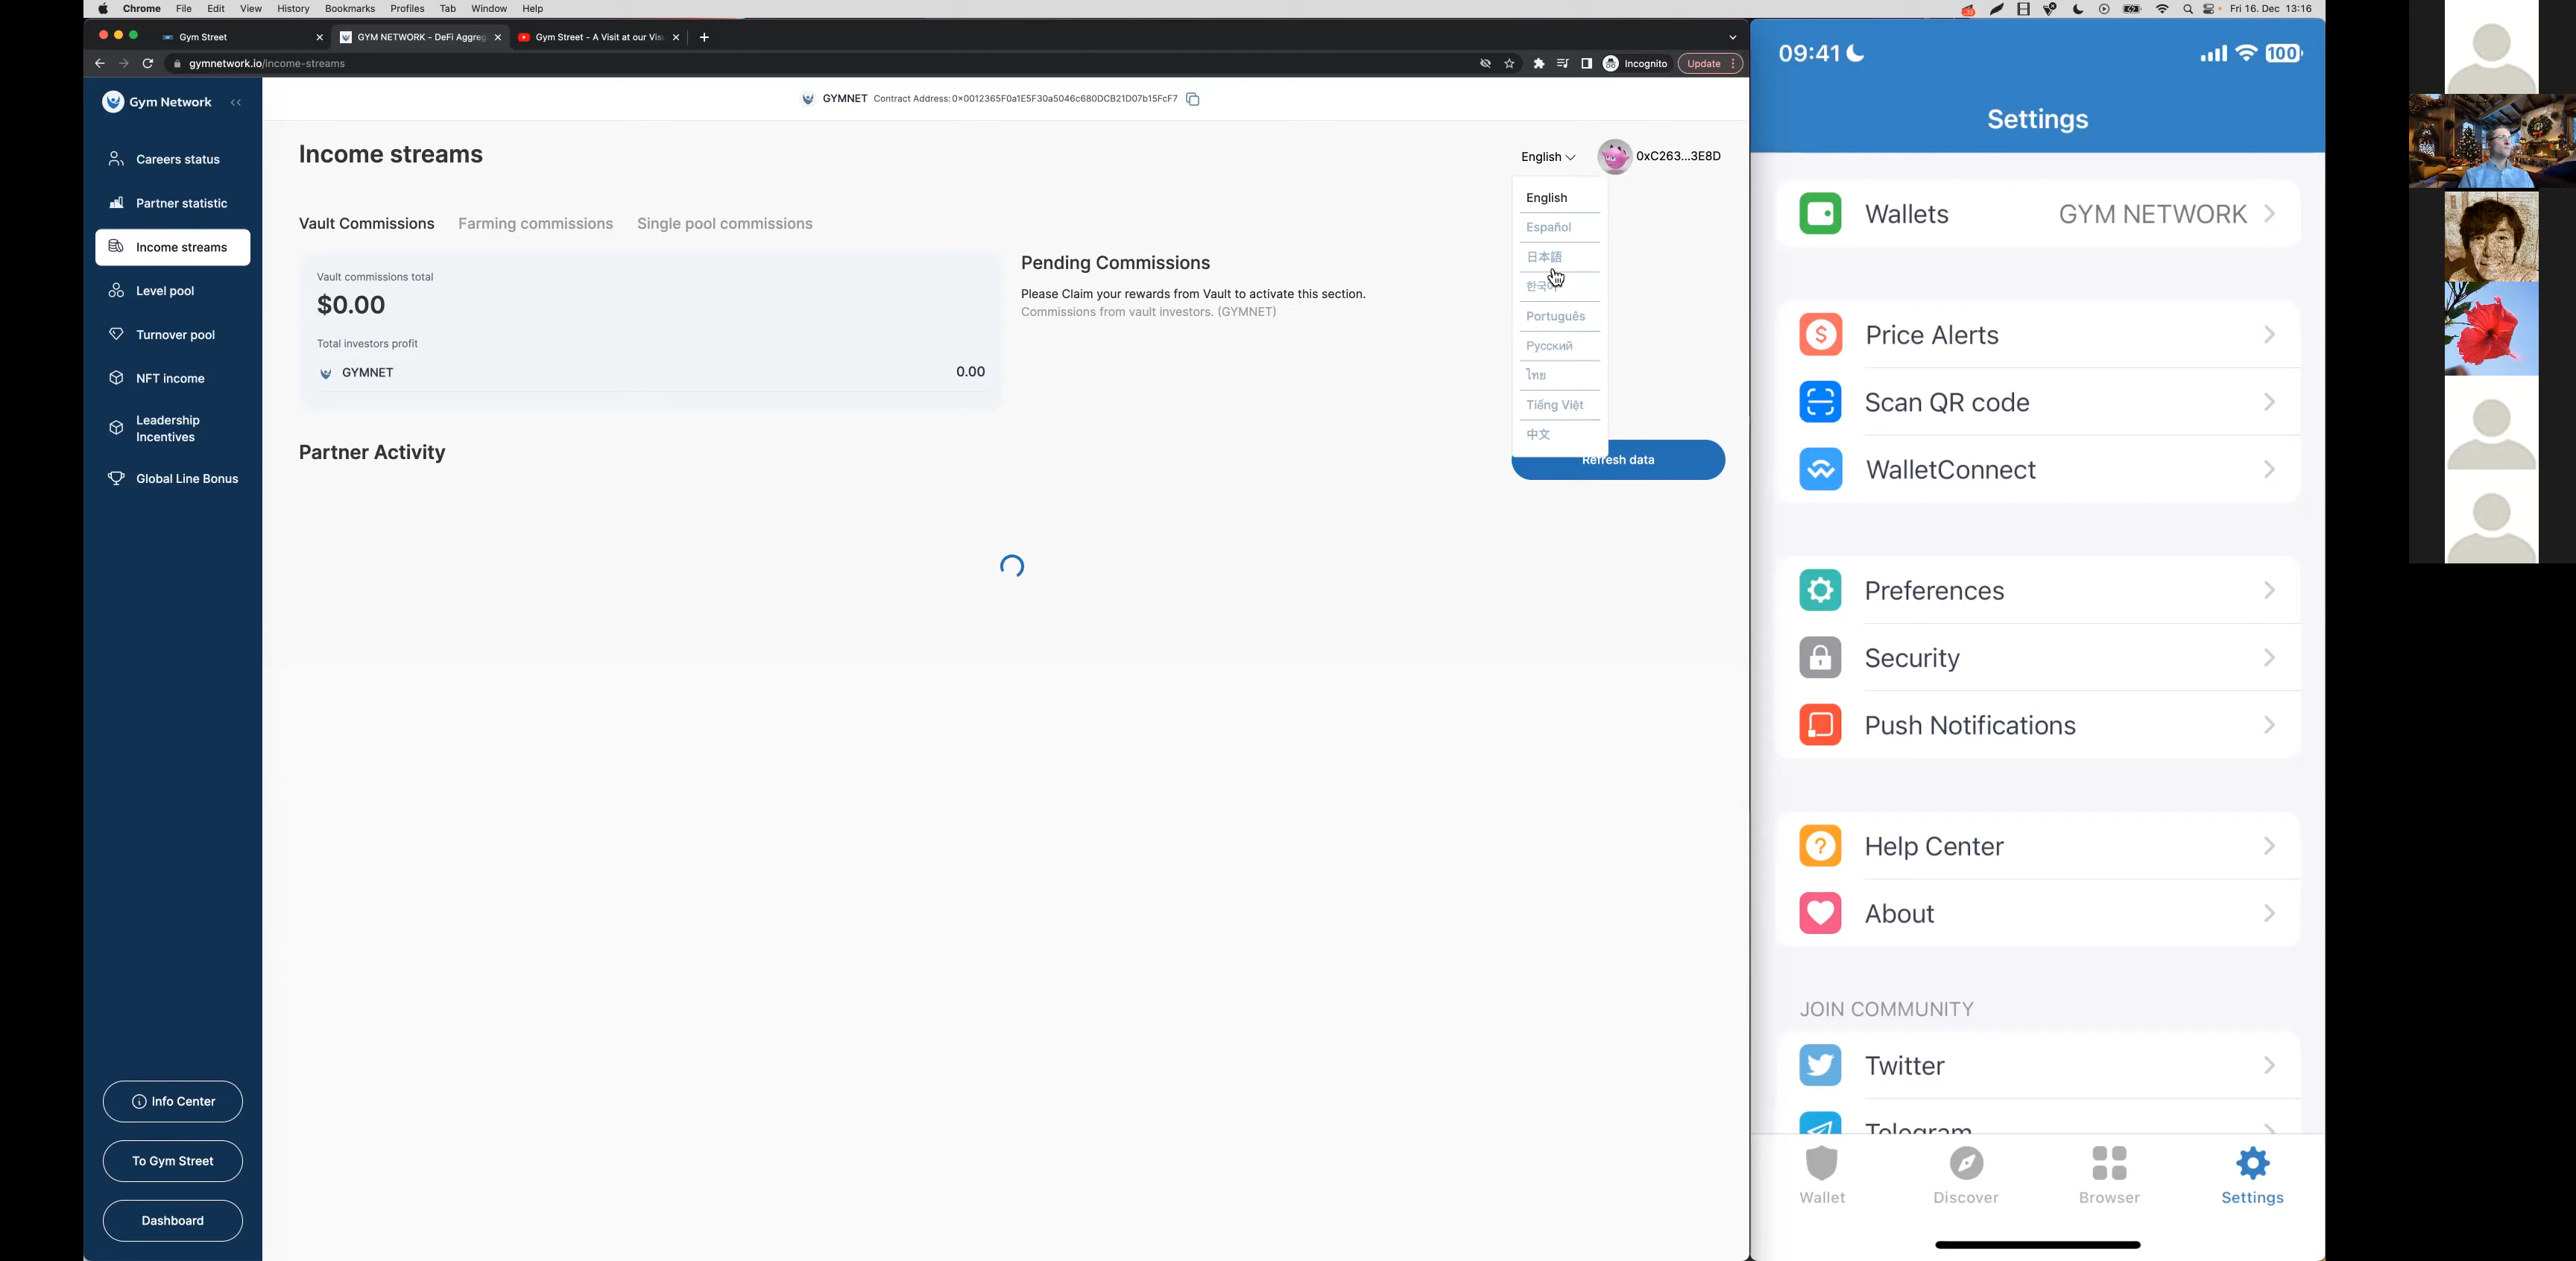 Chrome File Edit View History Bookmarks Profiles Tab Window Help
Fri 16. Dec 13:16
Gym Street
GYM NETWORK - DeFi Aggreg
Gym Street - A Visit at our Visu
gymnetwork.io/income-streams
Incognito
Update
Gym Network
GYMNET Contract Address:0x0012365F0a1E5F30a5046c680DCB21D07b15FcF7
Careers status
Partner statistic
Income streams
Level pool
Turnover pool
NFT income
Leadership
Incentives
Global Line Bonus
Info Center
To Gym Street
Dashboard
Income streams
English
0xC263...3E8D
English
Español
日本語
한국어
Português
Русский
ไทย
Tiếng Việt
中文
Vault Commissions Farming commissions Single pool commissions
Vault commissions total
$0.00
Total investors profit
GYMNET 0.00
Pending Commissions
Please Claim your rewards from Vault to activate this section.
Commissions from vault investors. (GYMNET)
Partner Activity
Refresh data
09:41
100
Settings
Wallets GYM NETWORK
Price Alerts
Scan QR code
WalletConnect
Preferences
Security
Push Notifications
Help Center
About
JOIN COMMUNITY
Twitter
Telegram
Wallet Discover Browser Settings